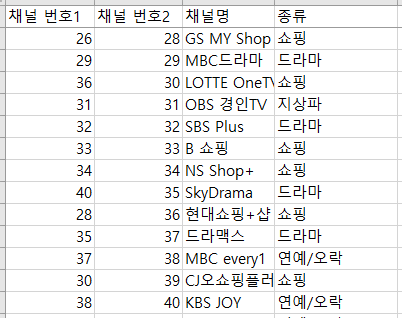 채널 번호1 채널 번호2 채널명 종류
26 28 GS MY Shop 쇼핑
29 29 MBC드라마 드라마
36 30 LOTTE OneTV 쇼핑
31 31 OBS 경인TV 지상파
32 32 SBS Plus 드라마
33 33 B 쇼핑 쇼핑
34 34 NS Shop+ 쇼핑
40 35 SkyDrama 드라마
28 36 현대쇼핑+샵 쇼핑
35 37 드라맥스 드라마
37 38 MBC every1 연예/오락
30 39 CJ오쇼핑플러 쇼핑
38 40 KBS JOY 연예/오락